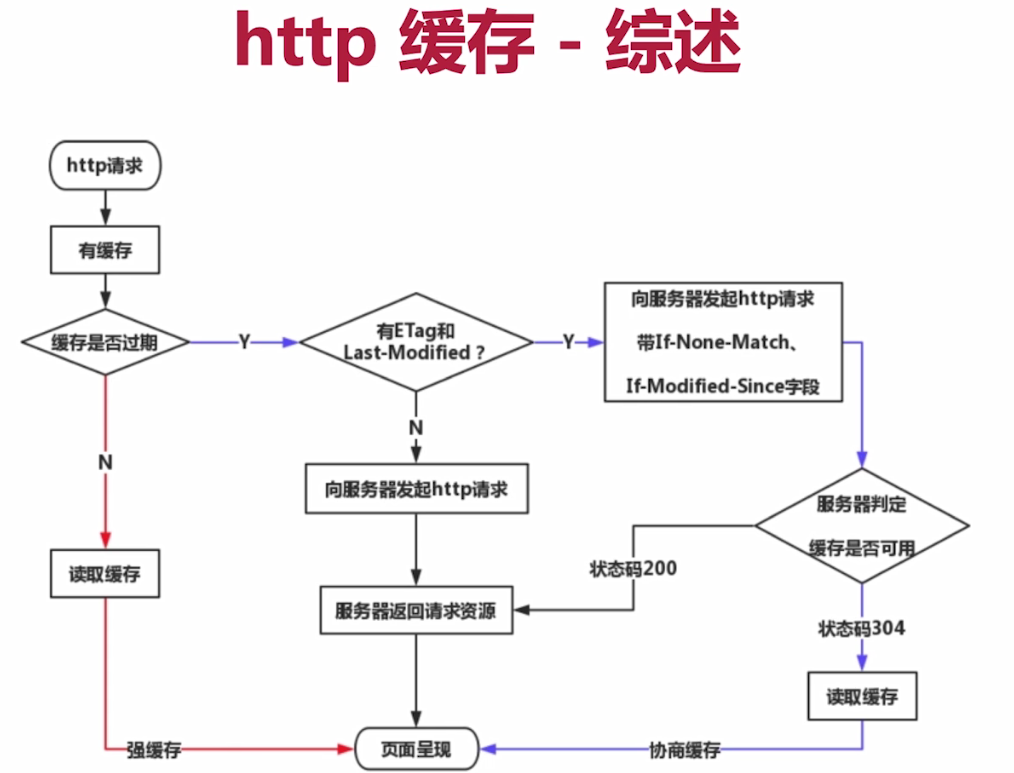 http 缓存 - 综述
http请求
有缓存
缓存是否过期
Y
有ETag和
Last-Modified ?
Y
向服务器发起http请求
带If-None-Match、
If-Modified-Since字段
N
N
向服务器发起http请求
服务器判定
缓存是否可用
读取缓存
状态码200
服务器返回请求资源
状态码304
读取缓存
强缓存
页面呈现
协商缓存